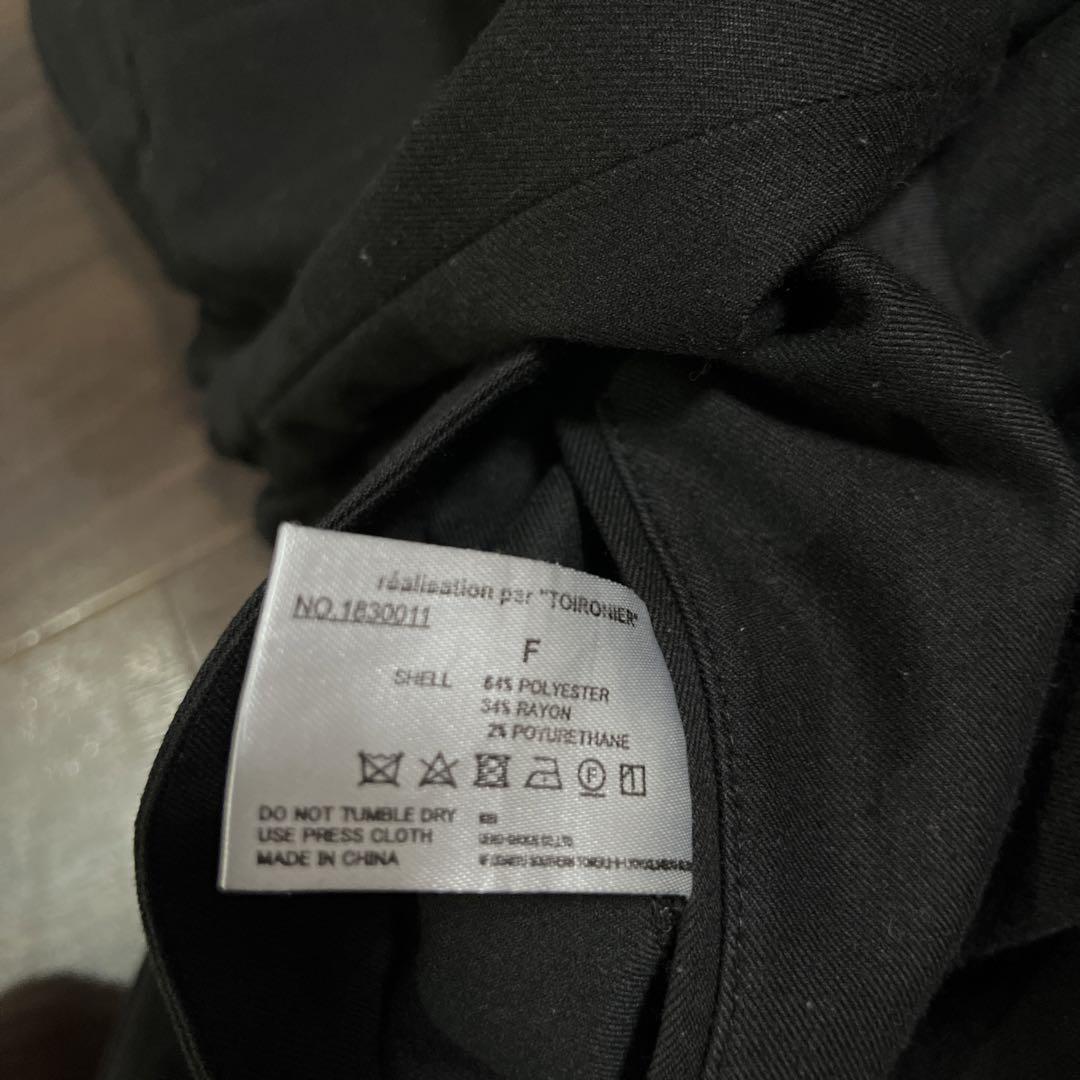 réalisation par "TOIRONIER"
NO.1830011
F
SHELL 64% POLYESTER
34% RAYON
2% POYURETHANE
F
DO NOT TUMBLE DRY
USE PRESS CLOTH
MADE IN CHINA